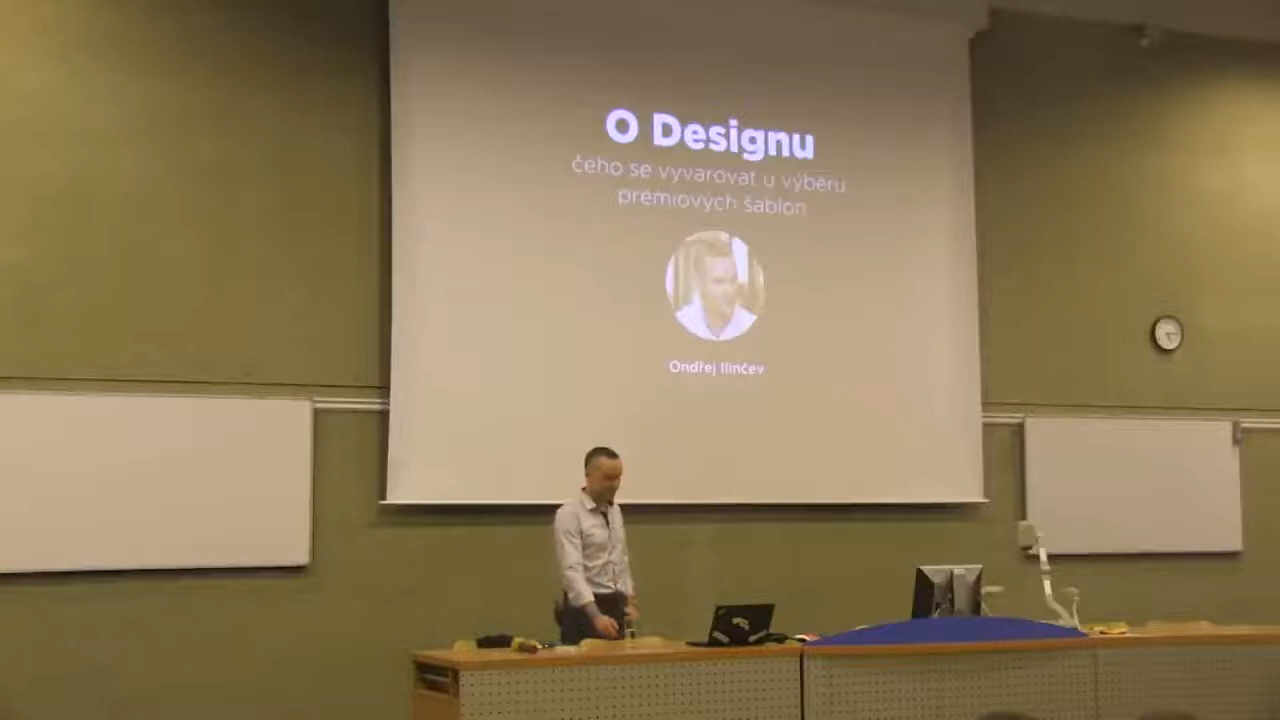 O Designu
čeho se vyvarovat u výběru
prémiových šablon
Ondřej Ilinčev